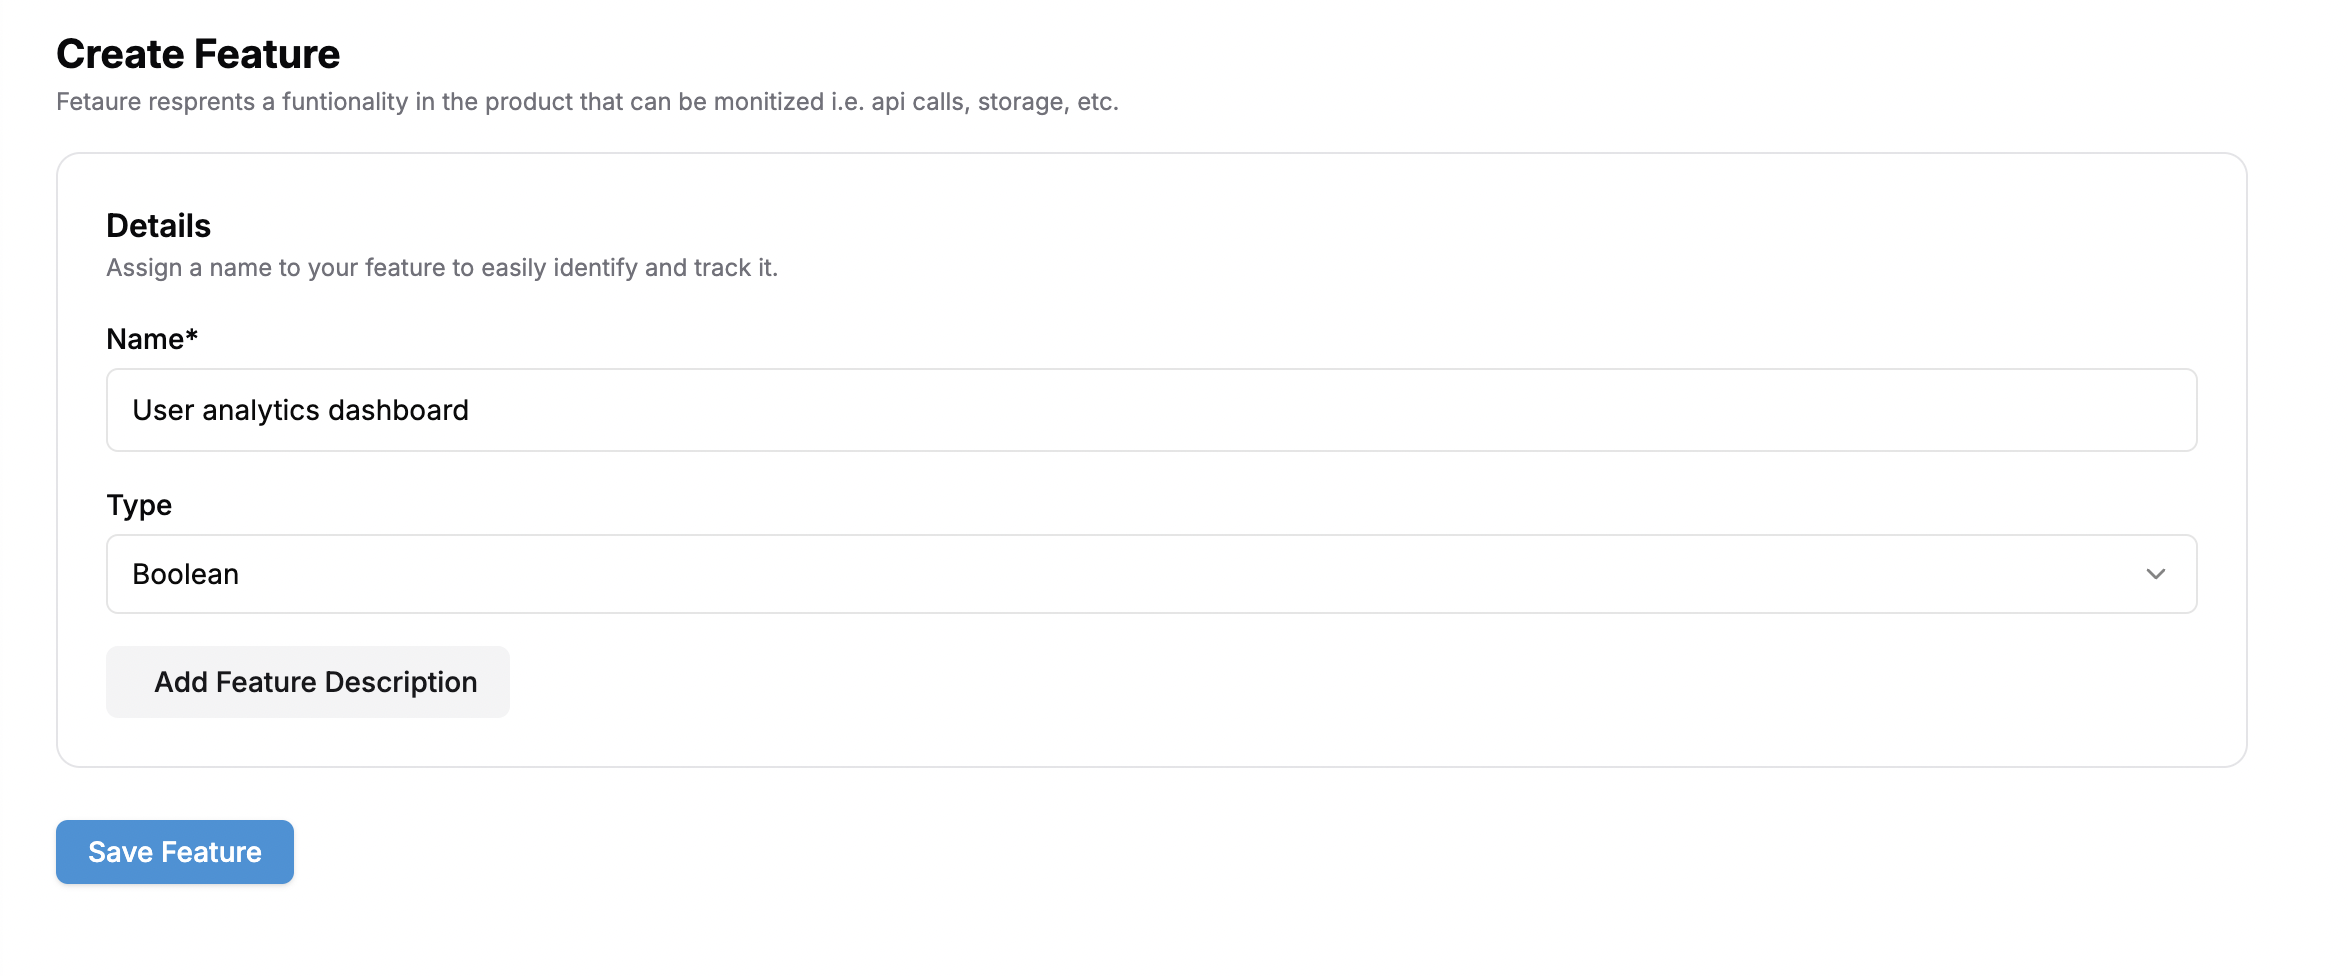 Create Feature
Fetaure resprents a funtionality in the product that can be monitized i.e. api calls, storage, etc.
Details
Assign a name to your feature to easily identify and track it.
Name*
User analytics dashboard
Type
Boolean
Add Feature Description
Save Feature